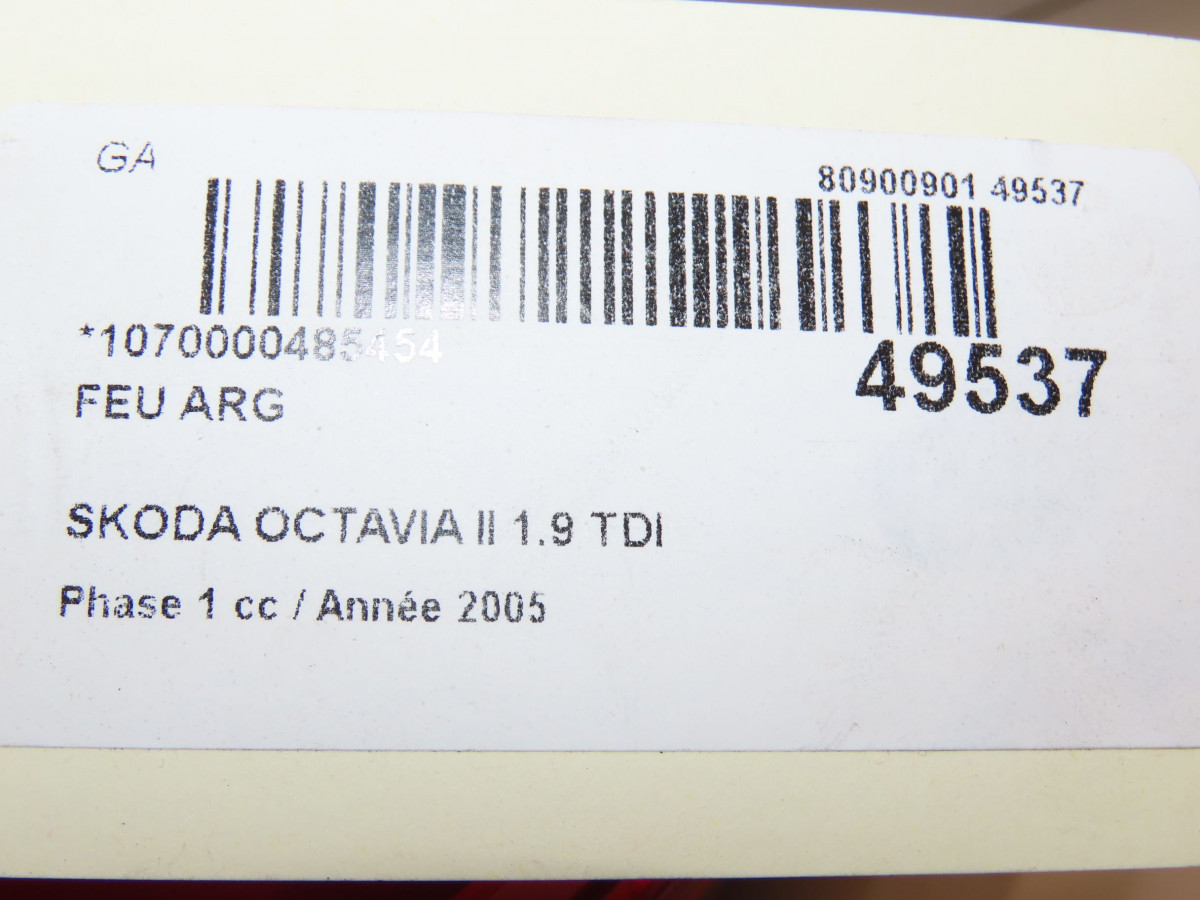 GA
80900901 49537
*1070000485454
49537
FEU ARG
SKODA OCTAVIA II 1.9 TDI
Phase 1 cc / Année 2005